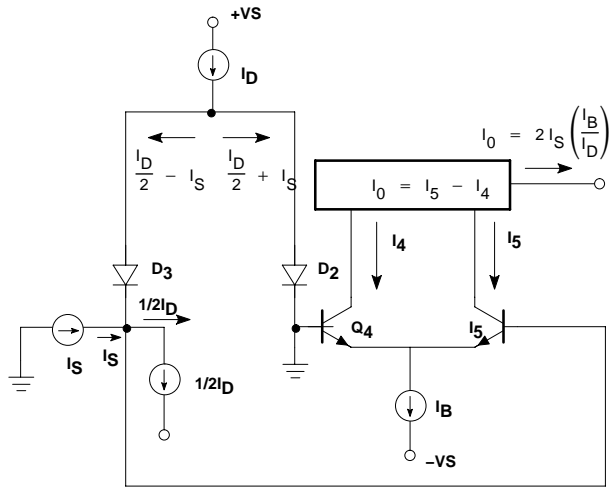 +VS
I_D
I_0 = 2 I_S (I_B/I_D)
I_D/2 − I_S
I_D/2 + I_S
I_0 = I_5 − I_4
I_4
I_5
D_3
D_2
1/2I_D
Q_4
I_5
I_S
I_S
1/2I_D
I_B
−VS